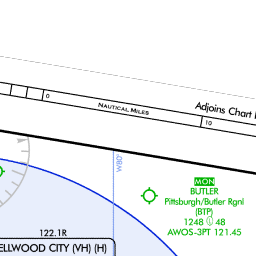 0
NAUTICAL MILES
10
Adjoins Chart
W80°
MON
BUTLER
Pittsburgh/Butler Rgnl
(BTP)
1248 48
AWOS-3PT 121.45
122.1R
ELLWOOD CITY (VH) (H)